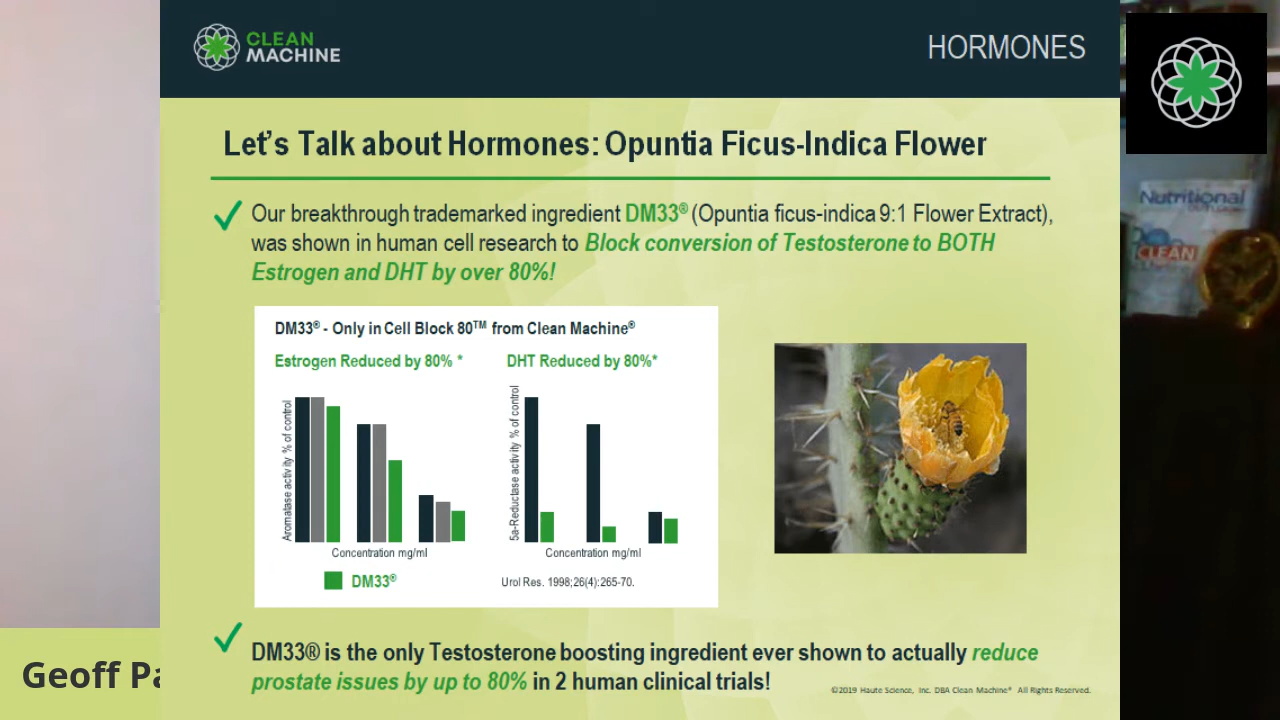 CLEAN
MACHINE
HORMONES
Let's Talk about Hormones: Opuntia Ficus-Indica Flower
Our breakthrough trademarked ingredient DM33® (Opuntia ficus-indica 9:1 Flower Extract),
was shown in human cell research to Block conversion of Testosterone to BOTH
Estrogen and DHT by over 80%!
DM33® - Only in Cell Block 80™ from Clean Machine®
Estrogen Reduced by 80% *
DHT Reduced by 80%*
Aromatase activity % of control
5a-Reductase activity % of control
Concentration mg/ml
Concentration mg/ml
DM33®
Urol Res. 1998;26(4):265-70.
DM33® is the only Testosterone boosting ingredient ever shown to actually reduce
prostate issues by up to 80% in 2 human clinical trials!
©2019 Haute Science, Inc. DBA Clean Machine® All Rights Reserved.
Nutritional
CLEAN
Geoff Pa